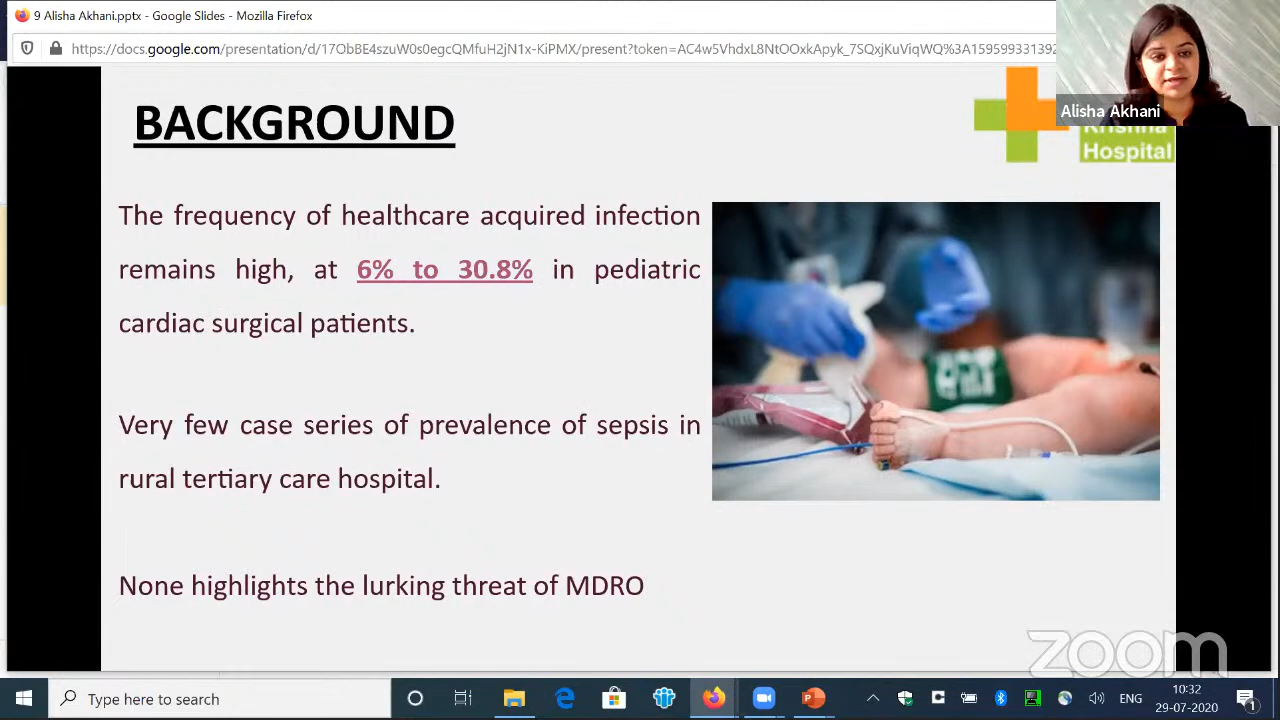 9 Alisha Akhani.pptx - Google Slides - Mozilla Firefox
https://docs.google.com/presentation/d/17ObBE4szuW0s0egcQMfuH2jN1x-KiPMX/present?token=AC4w5VhdxL8NtOOxkApyk_7SQxjKuViqWQ%3A159599331392
Alisha Akhani
BACKGROUND
Krishna
Hospital
The frequency of healthcare acquired infection
remains high, at 6% to 30.8% in pediatric
cardiac surgical patients.
Very few case series of prevalence of sepsis in
rural tertiary care hospital.
None highlights the lurking threat of MDRO
zoom
Type here to search
ENG
10:32
29-07-2020
1